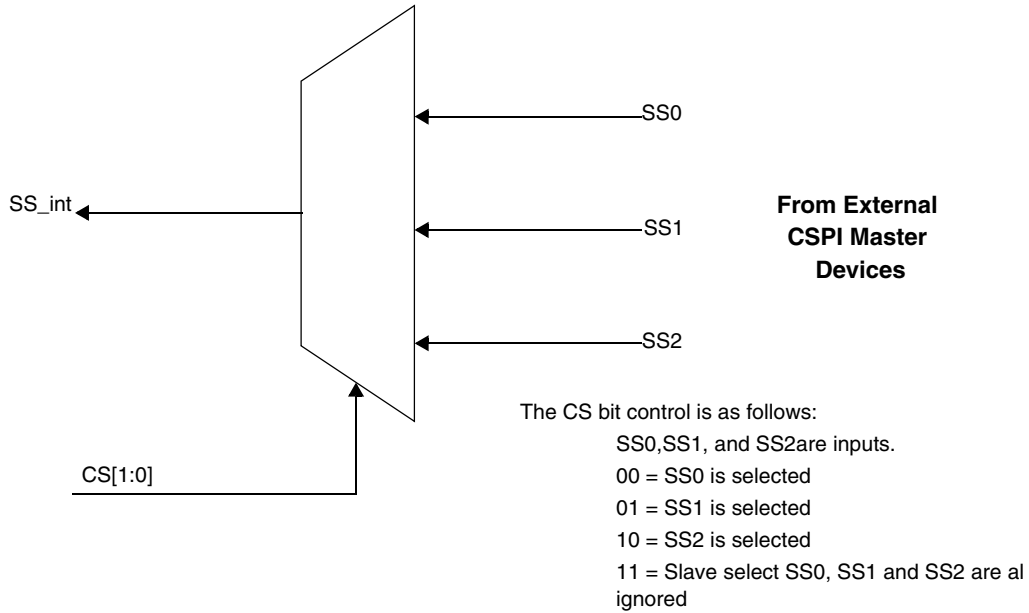 SS0
SS_int
SS1
From External
CSPI Master
Devices
SS2
The CS bit control is as follows:
SS0,SS1, and SS2are inputs.
CS[1:0]
00 = SS0 is selected
01 = SS1 is selected
10 = SS2 is selected
11 = Slave select SS0, SS1 and SS2 are al
ignored